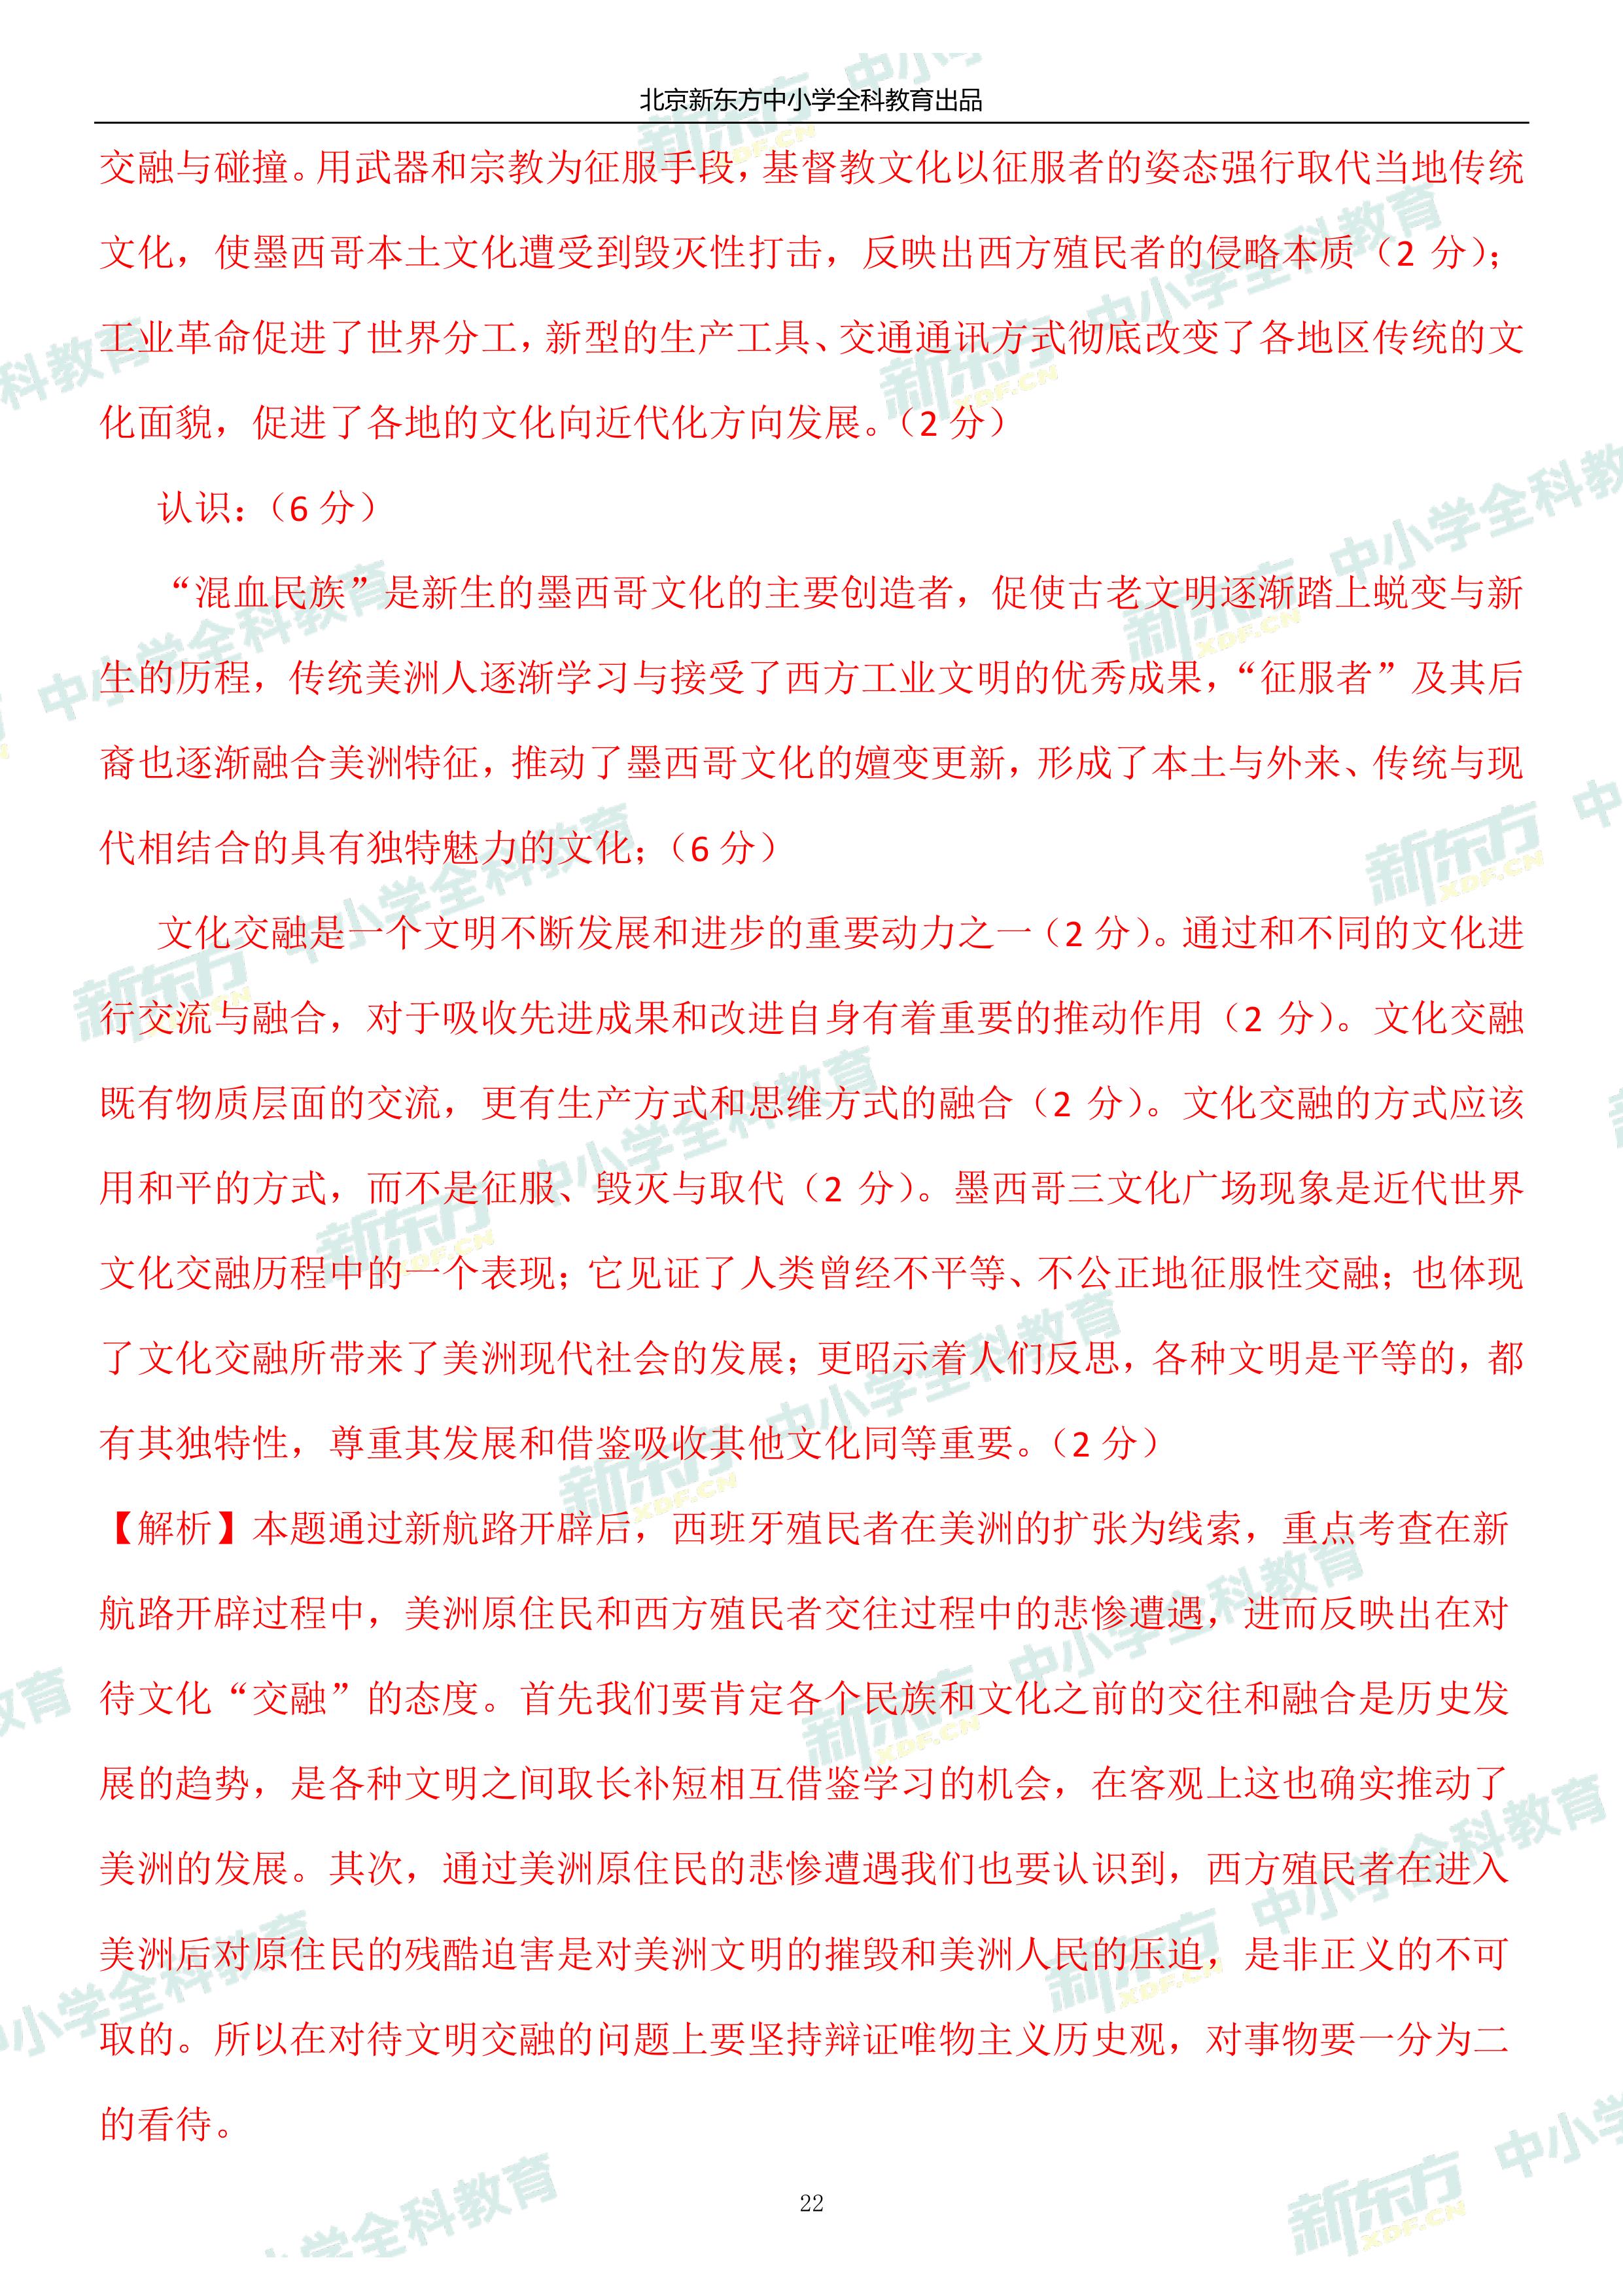 北京新东方中小学全科教育出品
交融与碰撞。用武器和宗教为征服手段，基督教文化以征服者的姿态强行取代当地传统
文化，使墨西哥本土文化遭受到毁灭性打击，反映出西方殖民者的侵略本质（2 分）；
工业革命促进了世界分工，新型的生产工具、交通通讯方式彻底改变了各地区传统的文
化面貌，促进了各地的文化向近代化方向发展。（2 分）
认识：（6 分）
“混血民族”是新生的墨西哥文化的主要创造者，促使古老文明逐渐踏上蜕变与新
生的历程，传统美洲人逐渐学习与接受了西方工业文明的优秀成果，“征服者”及其后
裔也逐渐融合美洲特征，推动了墨西哥文化的嬗变更新，形成了本土与外来、传统与现
代相结合的具有独特魅力的文化；（6 分）
文化交融是一个文明不断发展和进步的重要动力之一（2 分）。通过和不同的文化进
行交流与融合，对于吸收先进成果和改进自身有着重要的推动作用（2 分）。文化交融
既有物质层面的交流，更有生产方式和思维方式的融合（2 分）。文化交融的方式应该
用和平的方式，而不是征服、毁灭与取代（2 分）。墨西哥三文化广场现象是近代世界
文化交融历程中的一个表现；它见证了人类曾经不平等、不公正地征服性交融；也体现
了文化交融所带来了美洲现代社会的发展；更昭示着人们反思，各种文明是平等的，都
有其独特性，尊重其发展和借鉴吸收其他文化同等重要。（2 分）
【解析】本题通过新航路开辟后，西班牙殖民者在美洲的扩张为线索，重点考查在新
航路开辟过程中，美洲原住民和西方殖民者交往过程中的悲惨遭遇，进而反映出在对
待文化“交融”的态度。首先我们要肯定各个民族和文化之前的交往和融合是历史发
展的趋势，是各种文明之间取长补短相互借鉴学习的机会，在客观上这也确实推动了
美洲的发展。其次，通过美洲原住民的悲惨遭遇我们也要认识到，西方殖民者在进入
美洲后对原住民的残酷迫害是对美洲文明的摧毁和美洲人民的压迫，是非正义的不可
取的。所以在对待文明交融的问题上要坚持辩证唯物主义历史观，对事物要一分为二
的看待。
22